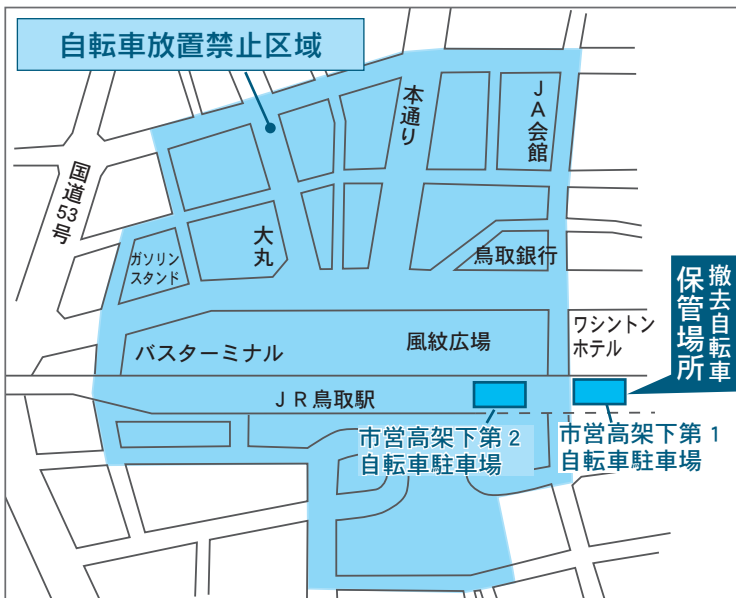 自転車放置禁止区域
本通り
JA会館
国道53号
大丸
ガソリン
スタンド
鳥取銀行
撤去自転車
保管場所
ワシントン
ホテル
風紋広場
バスターミナル
JR鳥取駅
市営高架下第2
自転車駐車場
市営高架下第1
自転車駐車場